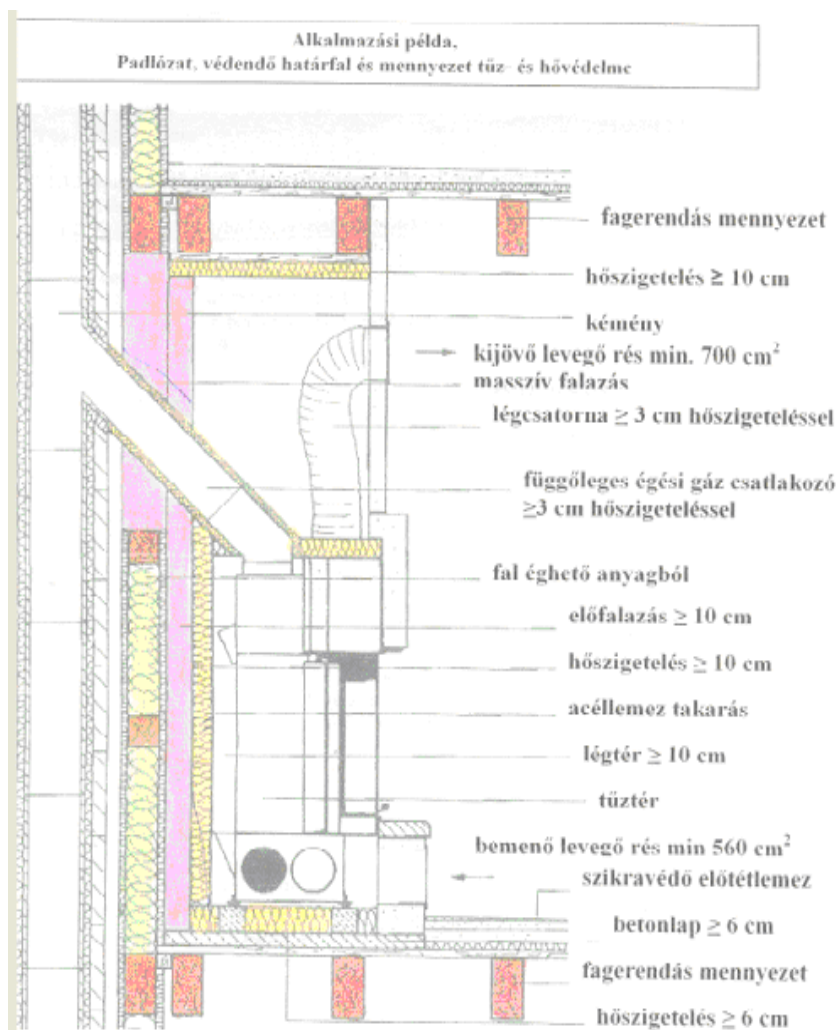 Alkalmazási példa,
Padlózat, védendő határfal és mennyezet tűz- és hővédelme
fagerendás mennyezet
hőszigetelés ≥ 10 cm
kémény
kijövő levegő rés min. 700 cm²
masszív falazás
légcsatorna ≥ 3 cm hőszigeteléssel
függőleges égési gáz csatlakozó
≥3 cm hőszigeteléssel
fal éghető anyagból
előfalazás ≥ 10 cm
hőszigetelés ≥ 10 cm
acéllemez takarás
légtér ≥ 10 cm
tűztér
bemenő levegő rés min 560 cm²
szikravédő előtétlemez
betonlap ≥ 6 cm
fagerendás mennyezet
hőszigetelés ≥ 6 cm